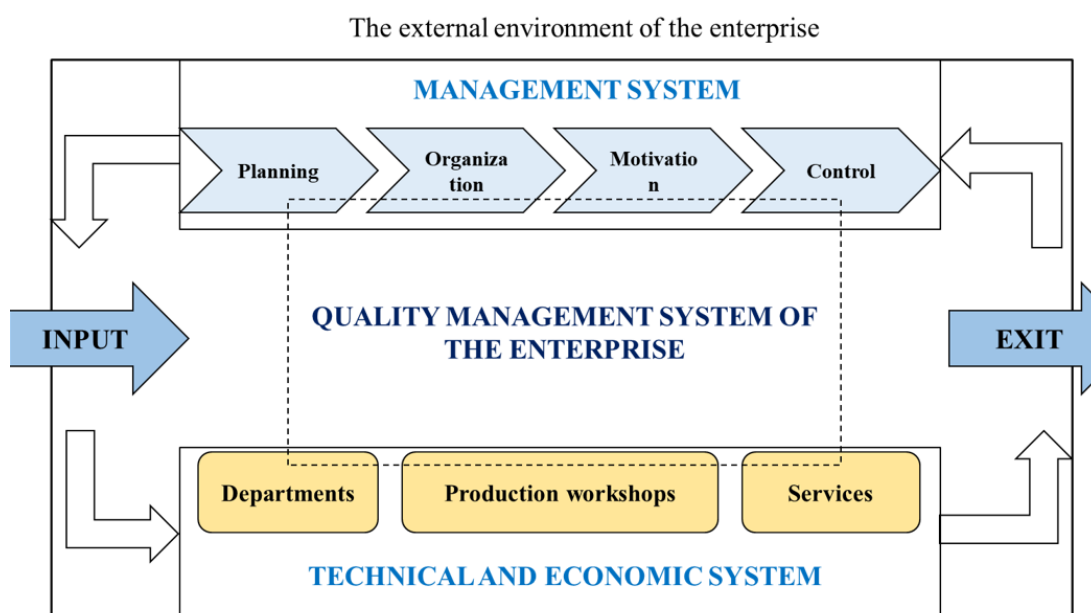 The external environment of the enterprise
MANAGEMENT SYSTEM
Planning
Organiza
tion
Motivatio
n
Control
INPUT
QUALITY MANAGEMENT SYSTEM OF
THE ENTERPRISE
EXIT
Departments
Production workshops
Services
TECHNICAL AND ECONOMIC SYSTEM